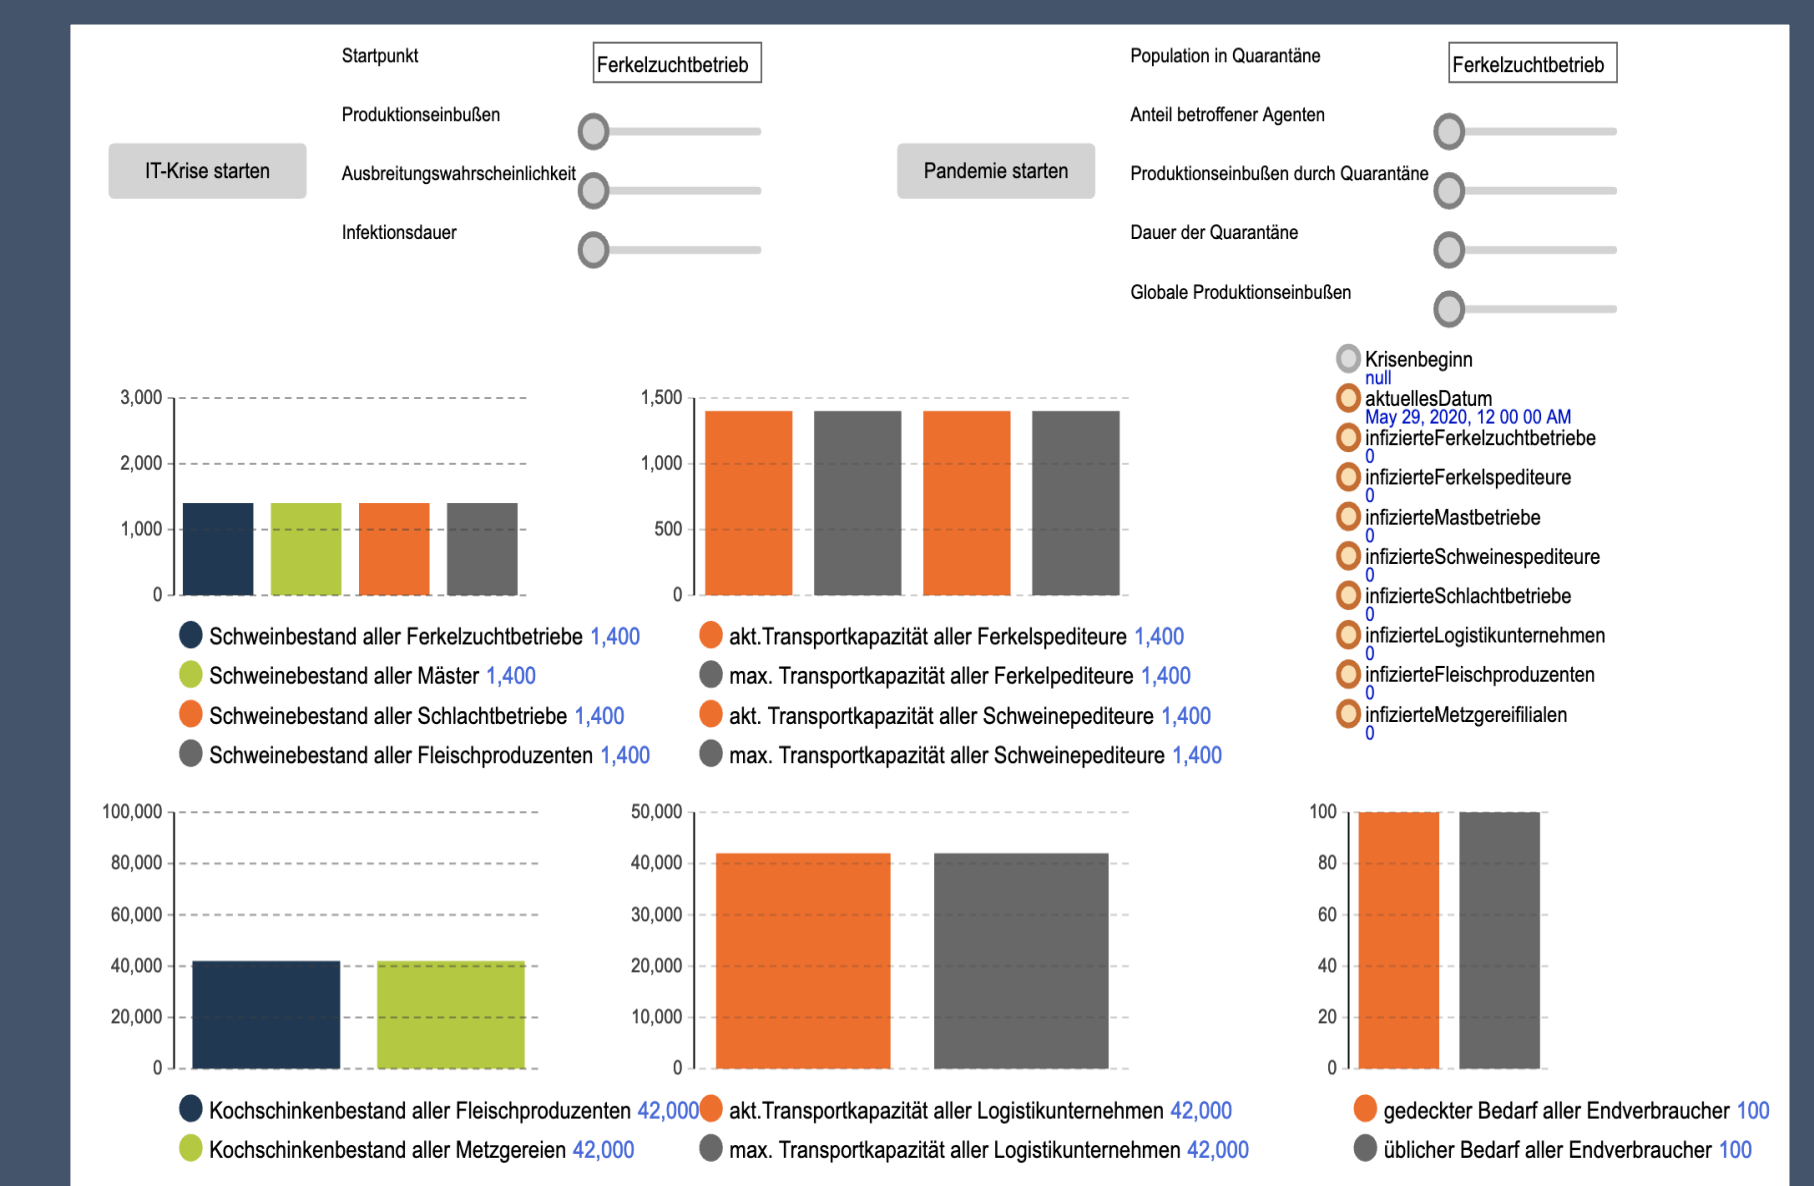 Startpunkt
Ferkelzuchtbetrieb
Produktionseinbußen
IT-Krise starten
Ausbreitungswahrscheinlichkeit
Infektionsdauer
Population in Quarantäne
Ferkelzuchtbetrieb
Anteil betroffener Agenten
Pandemie starten
Produktionseinbußen durch Quarantäne
Dauer der Quarantäne
Globale Produktionseinbußen
3,000
2,000
1,000
0
Schweinbestand aller Ferkelzuchtbetriebe 1,400
Schweinebestand aller Mäster 1,400
Schweinebestand aller Schlachtbetriebe 1,400
Schweinebestand aller Fleischproduzenten 1,400
1,500
1,000
500
0
akt.Transportkapazität aller Ferkelspediteure 1,400
max. Transportkapazität aller Ferkelpediteure 1,400
akt. Transportkapazität aller Schweinepediteure 1,400
max. Transportkapazität aller Schweinepediteure 1,400
Krisenbeginn
null
aktuellesDatum
May 29, 2020, 12 00 00 AM
infizierteFerkelzuchtbetriebe
0
infizierteFerkelspediteure
0
infizierteMastbetriebe
0
infizierteSchweinespediteure
0
infizierteSchlachtbetriebe
0
infizierteLogistikunternehmen
0
infizierteFleischproduzenten
0
infizierteMetzgereifilialen
0
100,000
80,000
60,000
40,000
20,000
0
Kochschinkenbestand aller Fleischproduzenten 42,000
Kochschinkenbestand aller Metzgereien 42,000
50,000
40,000
30,000
20,000
10,000
0
akt.Transportkapazität aller Logistikunternehmen 42,000
max. Transportkapazität aller Logistikunternehmen 42,000
100
80
60
40
20
0
gedeckter Bedarf aller Endverbraucher 100
üblicher Bedarf aller Endverbraucher 100